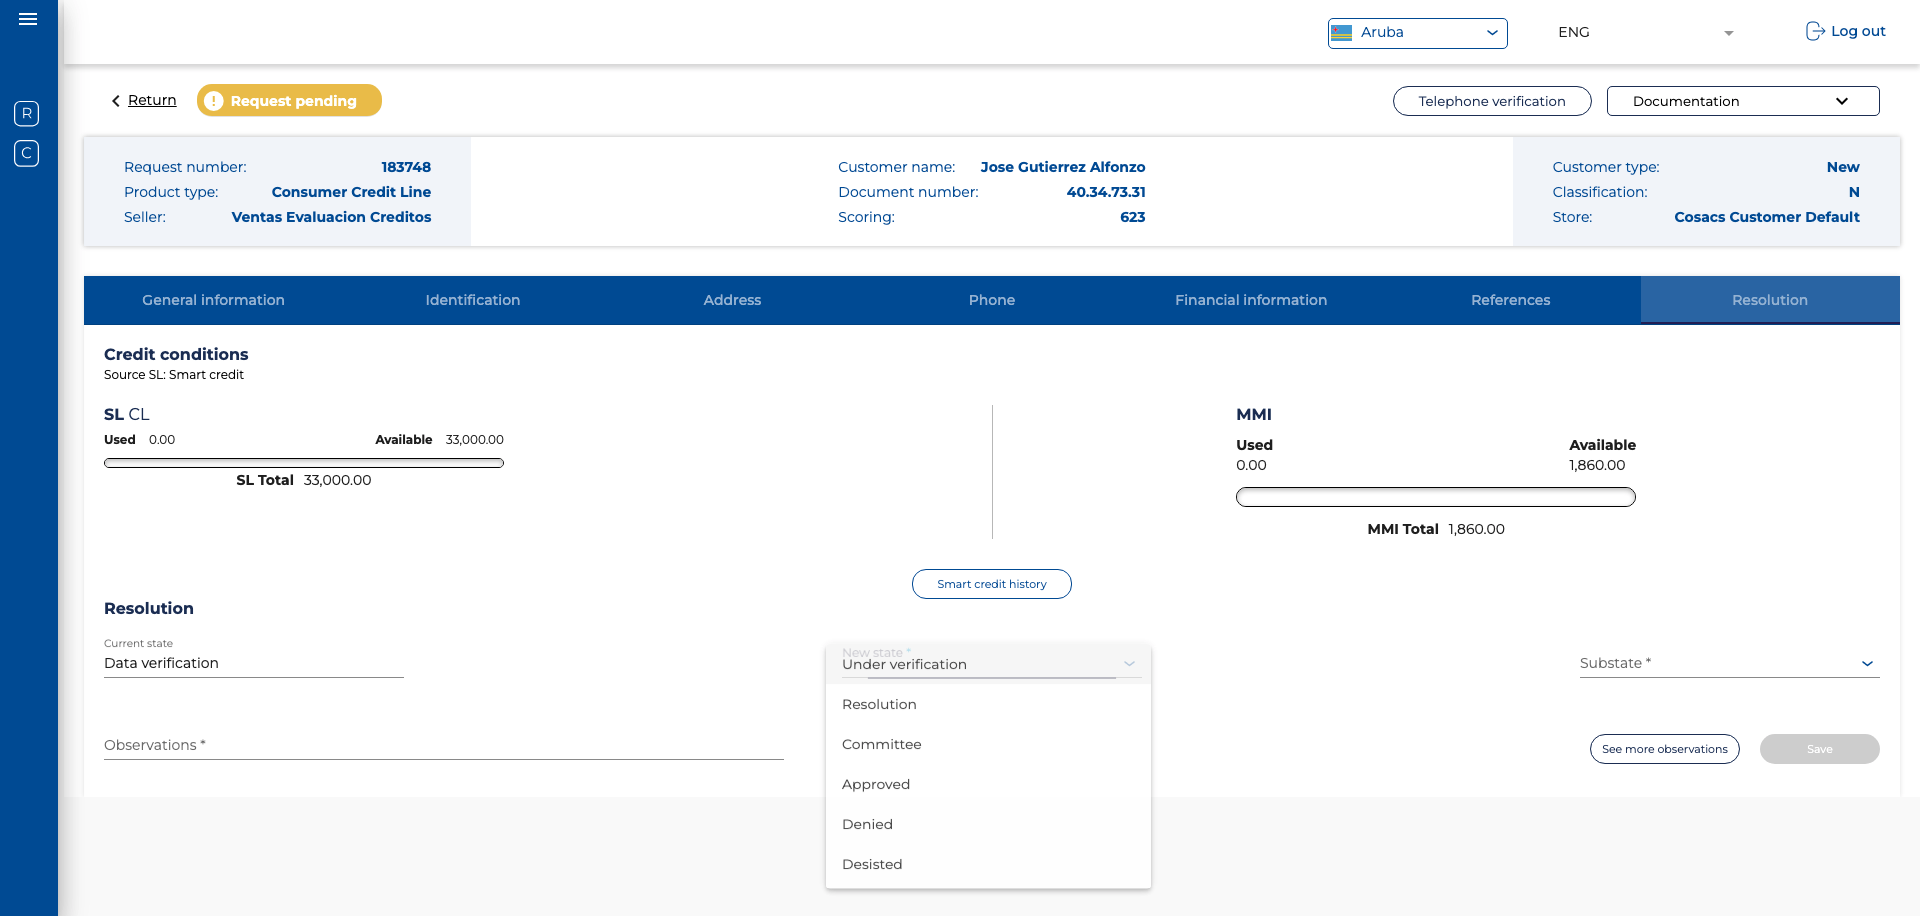 Aruba
ENG
Log out
R
C
Return
Request pending
Telephone verification
Documentation
Request number: 183748
Product type: Consumer Credit Line
Seller: Ventas Evaluacion Creditos
Customer name: Jose Gutierrez Alfonzo
Document number: 40.34.73.31
Scoring: 623
Customer type: New
Classification: N
Store: Cosacs Customer Default
General information
Identification
Address
Phone
Financial information
References
Resolution
Credit conditions
Source SL: Smart credit
SL CL
Used 0.00 Available 33,000.00
SL Total 33,000.00
MMI
Used Available
0.00 1,860.00
MMI Total 1,860.00
Smart credit history
Resolution
Current state
Data verification
New state *
Under verification
Resolution
Committee
Approved
Denied
Desisted
Substate *
Observations *
See more observations
Save